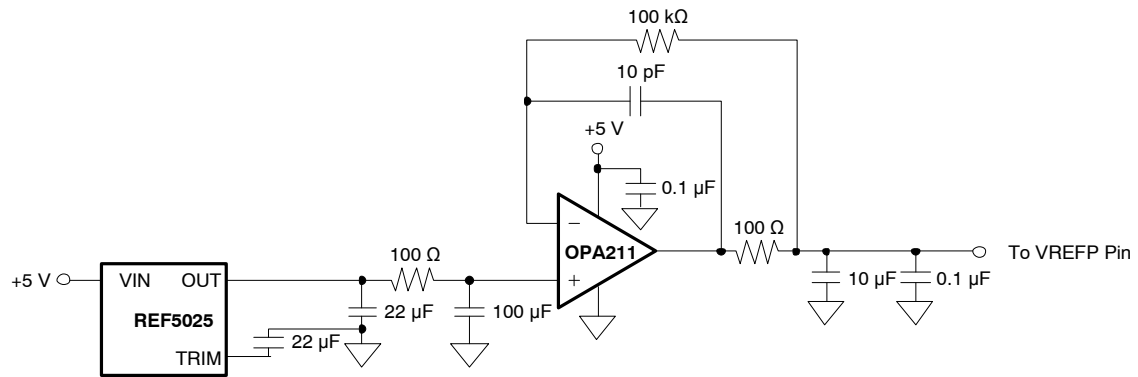 100 kΩ
10 pF
+5 V
0.1 µF
OPA211
−
+
100 Ω
To VREFP Pin
10 µF
0.1 µF
100 Ω
+5 V
VIN
OUT
REF5025
TRIM
22 µF
22 µF
100 µF